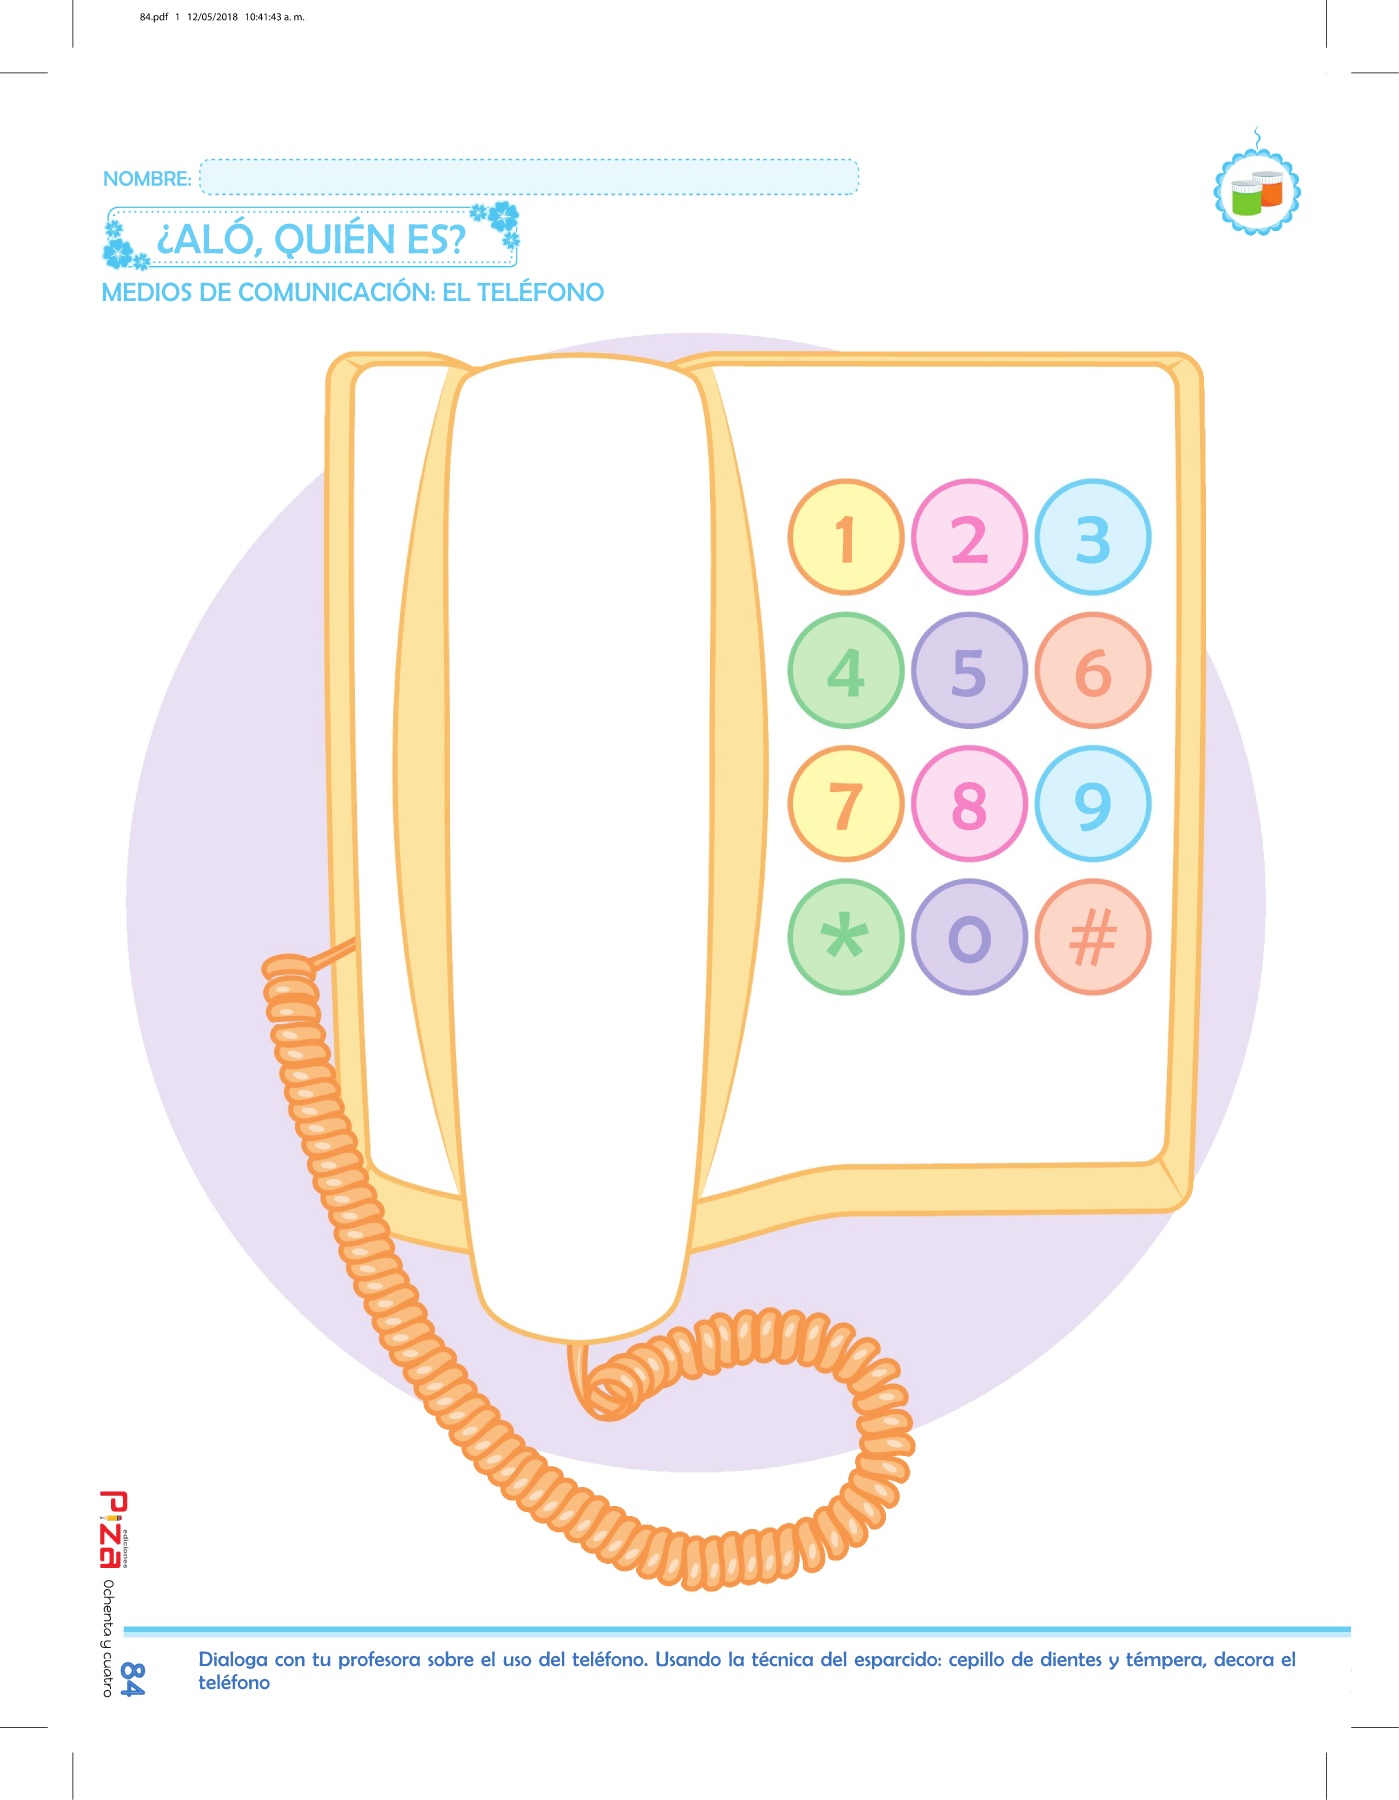 84.pdf 1 12/05/2018 10:41:43 a. m.
NOMBRE:
¿ALÓ, QUIÉN ES?
MEDIOS DE COMUNICACIÓN: EL TELÉFONO
1 2 3
4 5 6
7 8 9
* 0 #
Piza
ediciones
Ochenta y cuatro
84
Dialoga con tu profesora sobre el uso del teléfono. Usando la técnica del esparcido: cepillo de dientes y témpera, decora el
teléfono